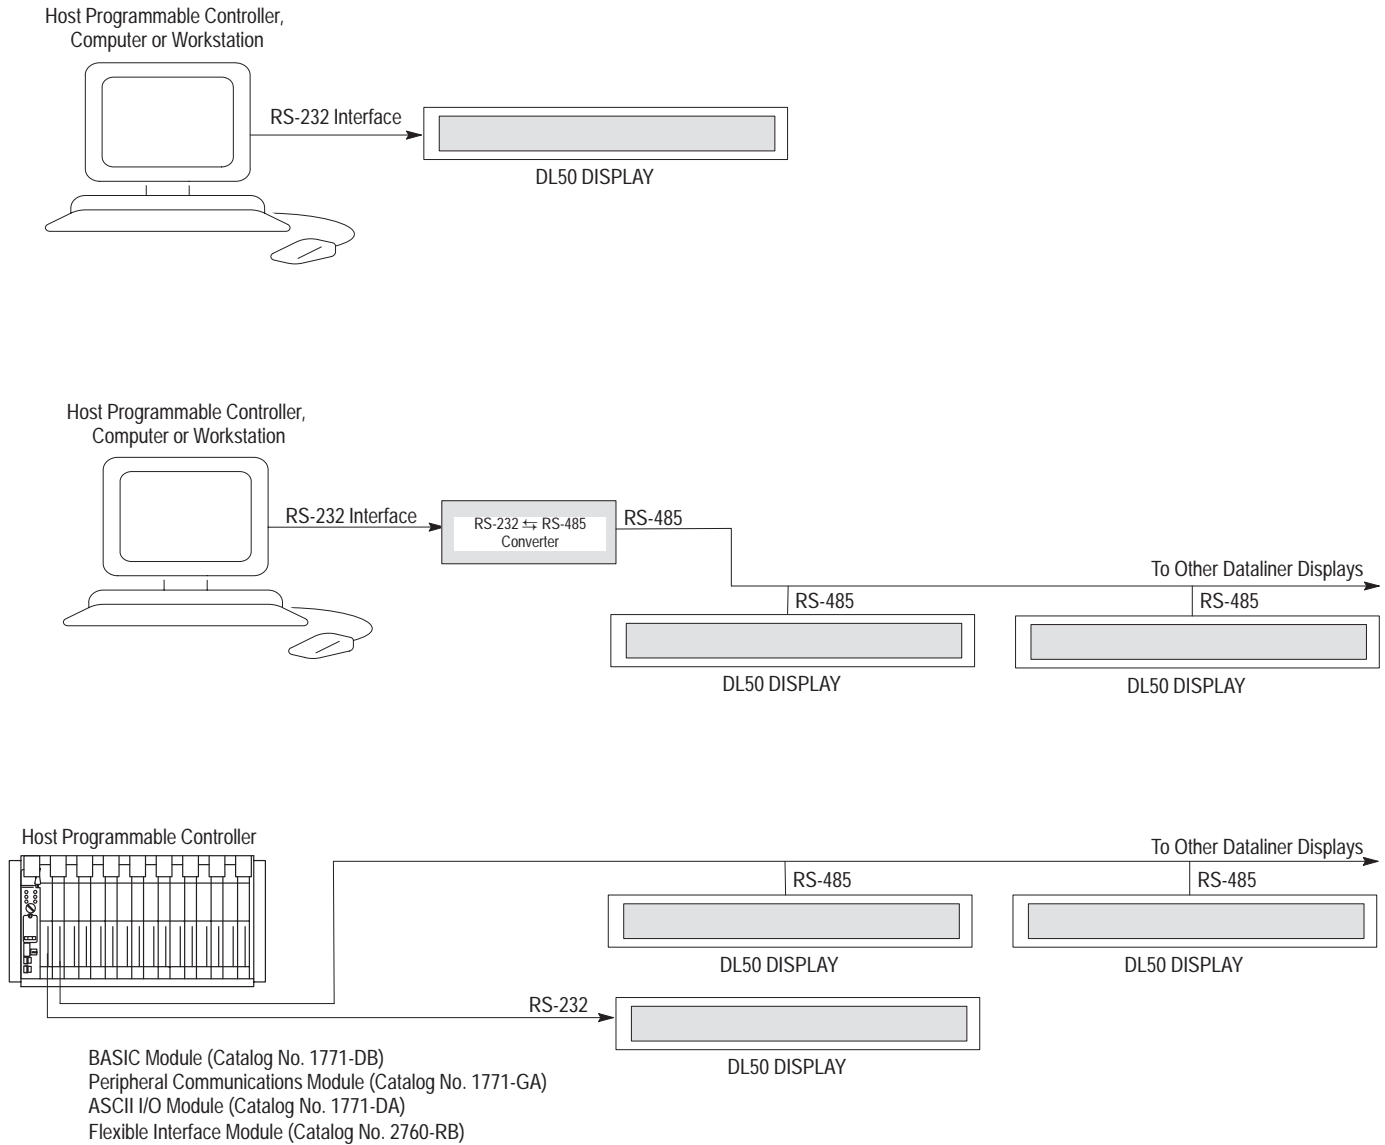 Host Programmable Controller,
Computer or Workstation
RS-232 Interface
DL50 DISPLAY
Host Programmable Controller,
Computer or Workstation
RS-232 Interface
RS-232 ⇆ RS-485
Converter
RS-485
To Other Dataliner Displays
RS-485
RS-485
DL50 DISPLAY
DL50 DISPLAY
Host Programmable Controller
To Other Dataliner Displays
RS-485
RS-485
DL50 DISPLAY
DL50 DISPLAY
RS-232
DL50 DISPLAY
BASIC Module (Catalog No. 1771-DB)
Peripheral Communications Module (Catalog No. 1771-GA)
ASCII I/O Module (Catalog No. 1771-DA)
Flexible Interface Module (Catalog No. 2760-RB)